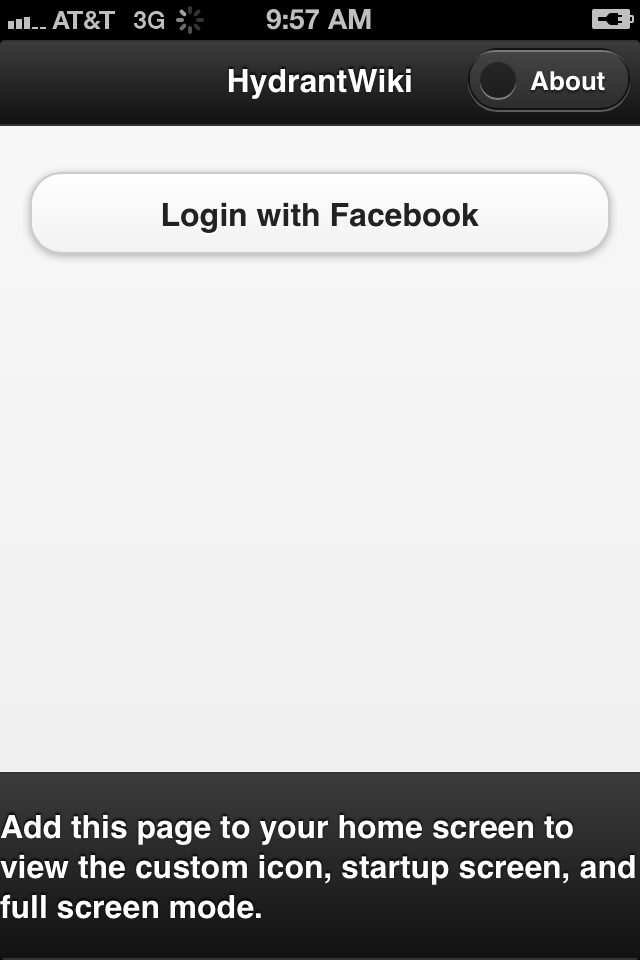 AT&T 3G 9:57 AM
HydrantWiki About
Login with Facebook
Add this page to your home screen to
view the custom icon, startup screen, and
full screen mode.